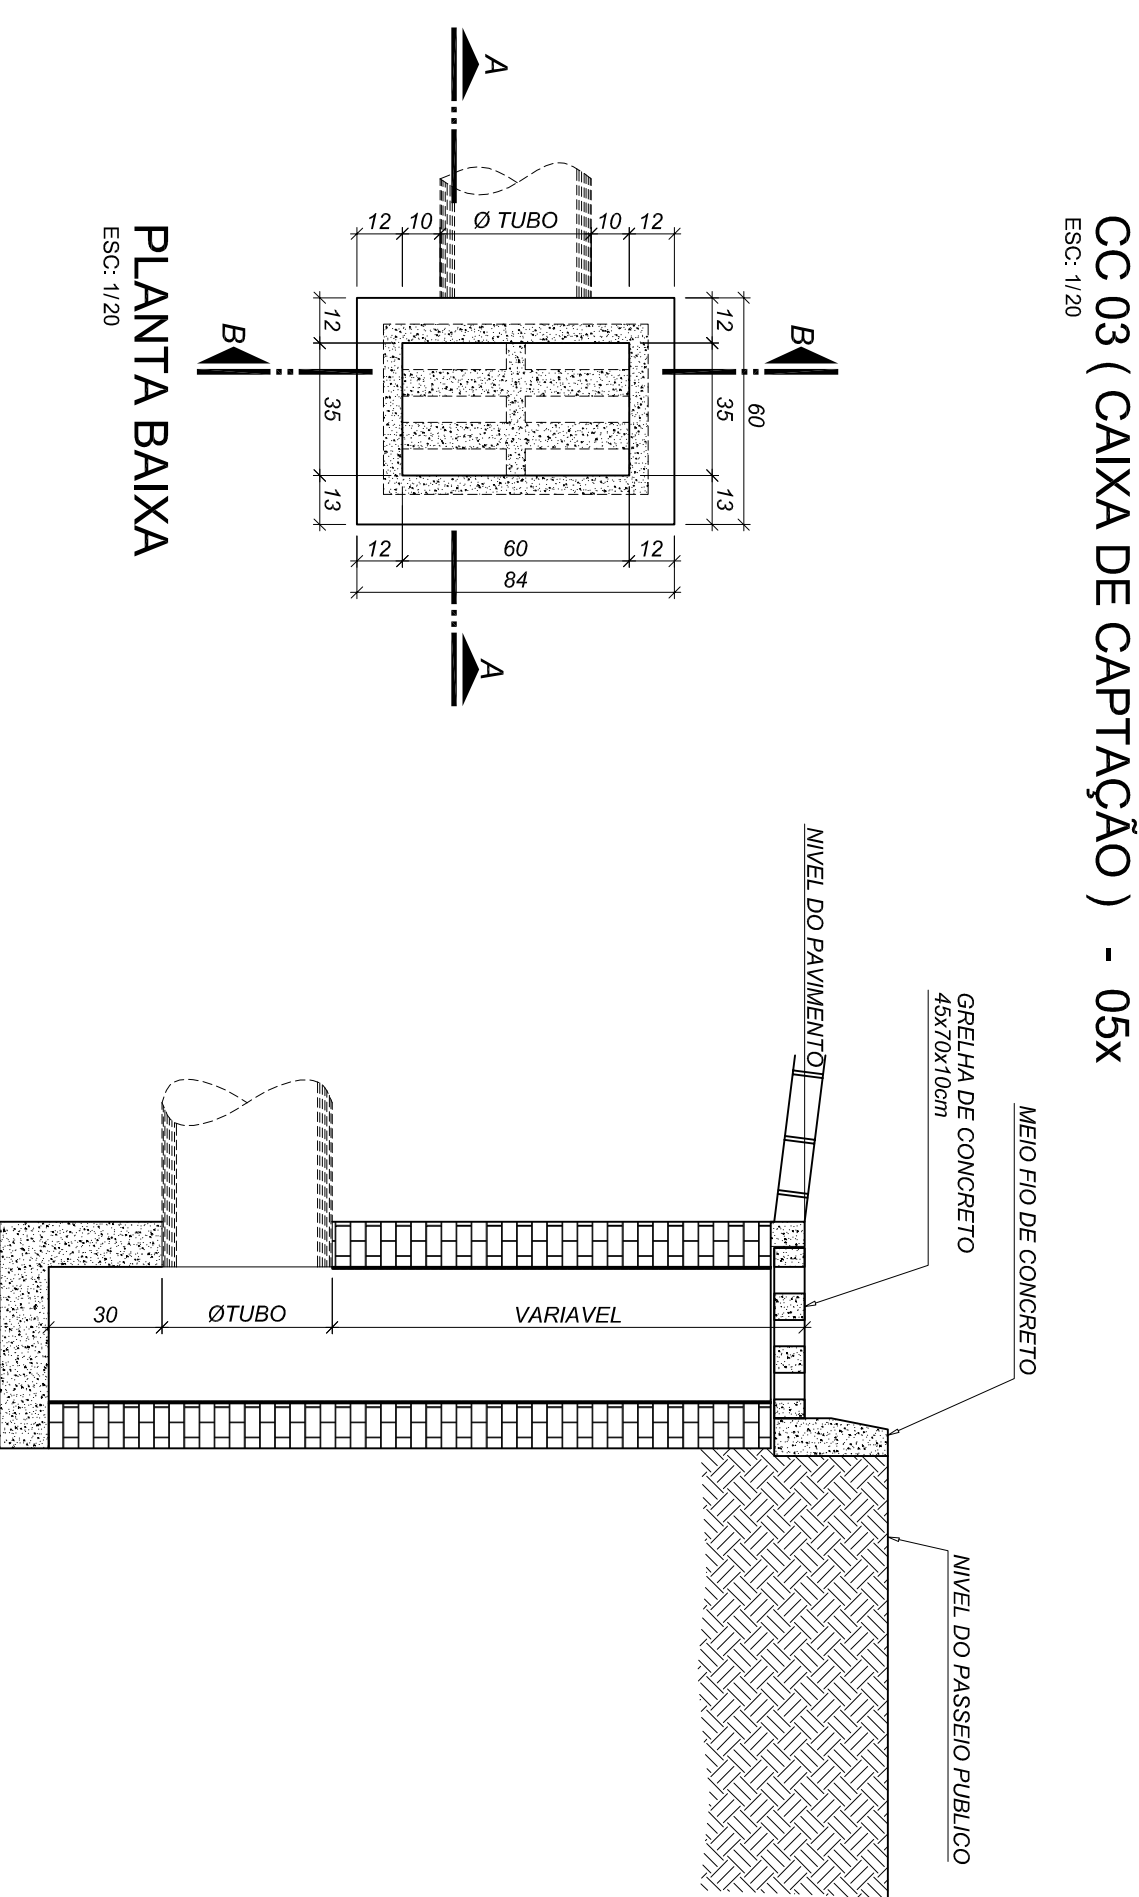 CC 03 ( CAIXA DE CAPTAÇÃO ) - 05x
ESC: 1/20
A
12
10
Ø TUBO
10
12
B
12
35
13
12
35
13
60
B
12
60
12
84
A
PLANTA BAIXA
ESC: 1/20
NIVEL DO PAVIMENTO
GRELHA DE CONCRETO
45x70x10cm
MEIO FIO DE CONCRETO
NIVEL DO PASSEIO PUBLICO
30
ØTUBO
VARIAVEL